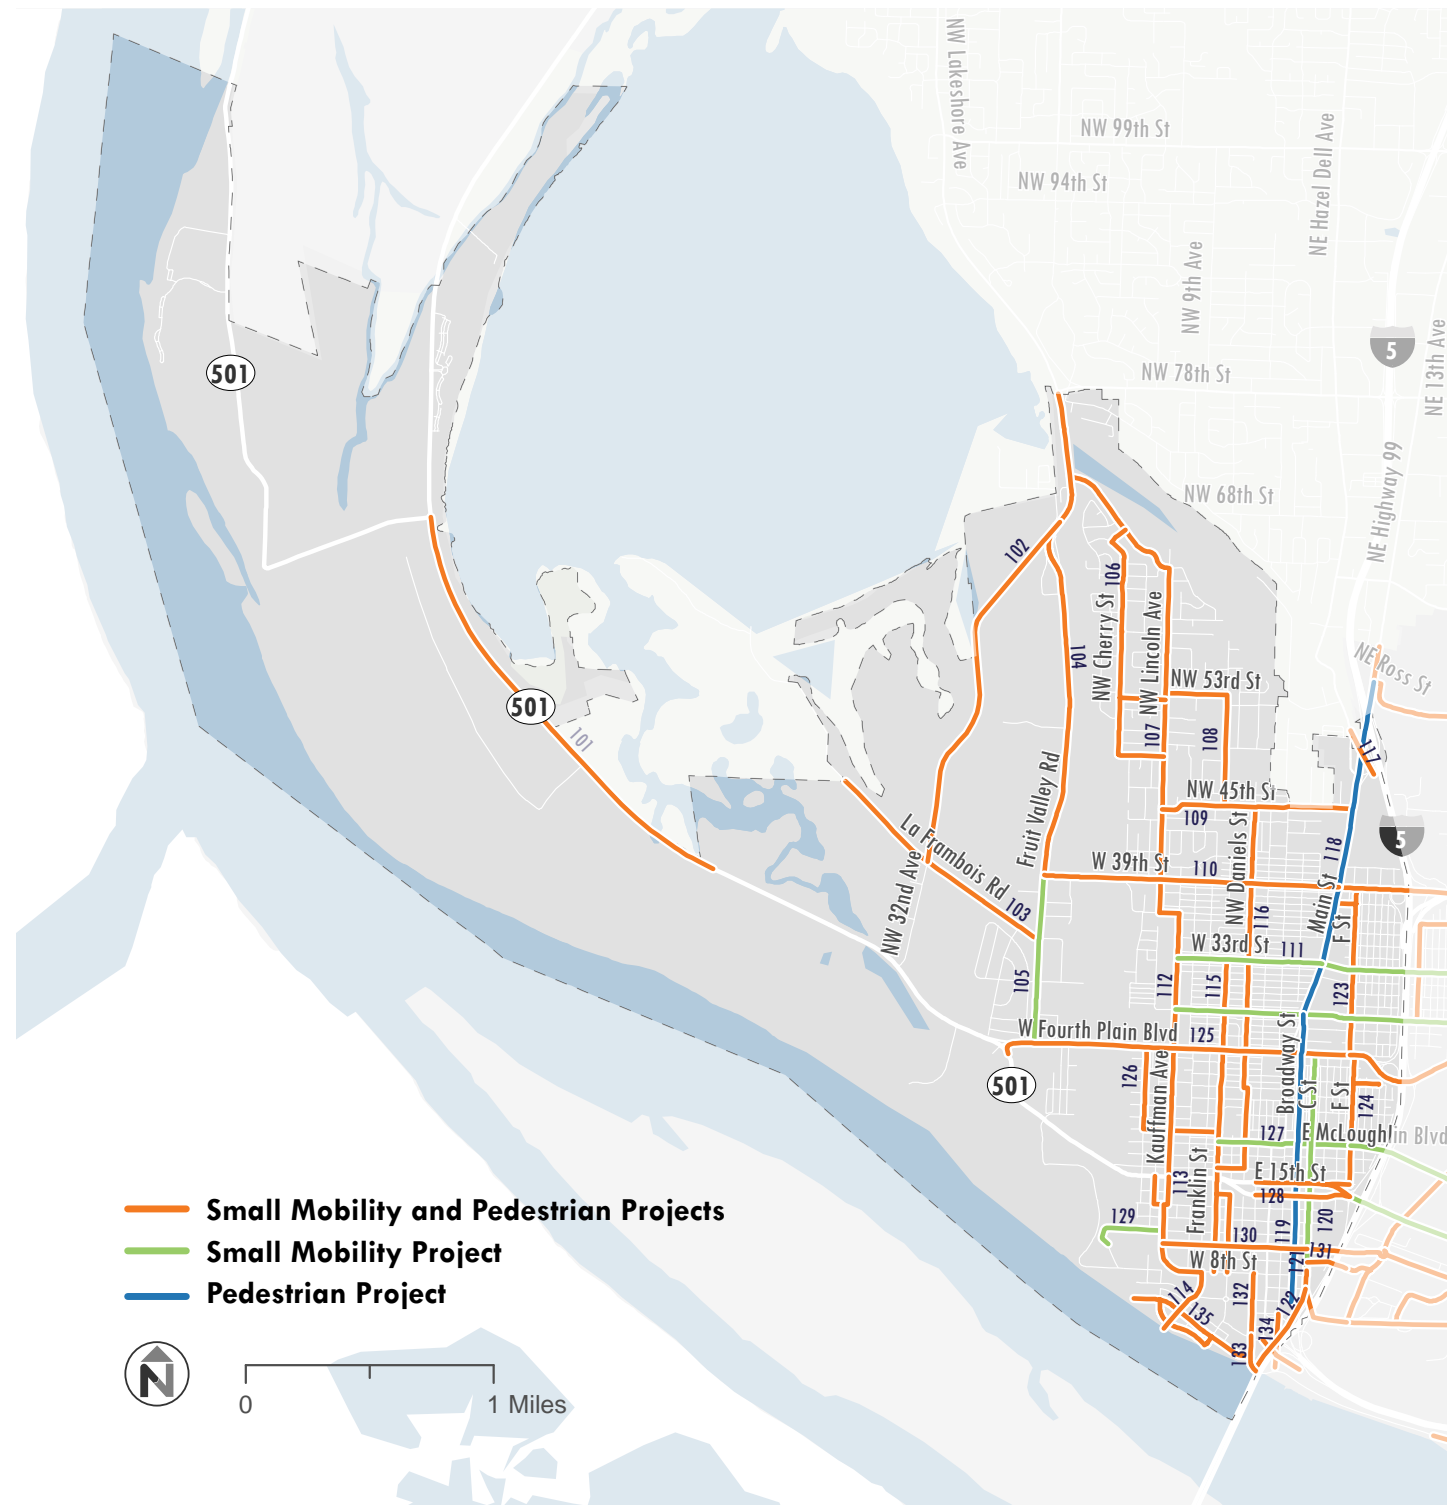 NW Lakeshore Ave
NW 99th St
NE Hazel Dell Ave
NW 94th St
NW 9th Ave
5
NE 13th Ave
501
NW 78th St
NE Highway 99
NW 68th St
102
106
NW Cherry St
NW Lincoln Ave
104
NE Ross St
NW 53rd St
501
101
107
108
117
Fruit Valley Rd
NW 45th St
109
5
La Frambois Rd
NW Daniels St
118
W 39th St
110
NW 32nd Ave
103
116
Main St
F St
W 33rd St
111
105
112
115
123
W Fourth Plain Blvd
125
Broadway St
501
126
Kauffman Ave
C St
F St
124
127
E McLoughlin Blvd
113
Franklin St
E 15th St
128
129
130
119
120
W 8th St
121
131
114
135
132
122
134
133
Small Mobility and Pedestrian Projects
Small Mobility Project
Pedestrian Project
N
0
1 Miles